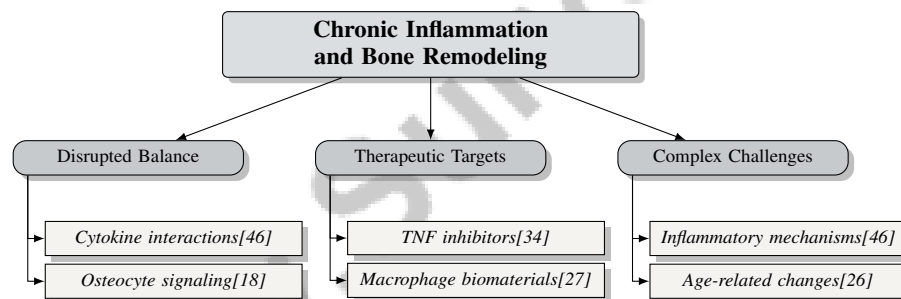 Chronic Inflammation
and Bone Remodeling
Disrupted Balance
Therapeutic Targets
Complex Challenges
Cytokine interactions[46]
TNF inhibitors[34]
Inflammatory mechanisms[46]
Osteocyte signaling[18]
Macrophage biomaterials[27]
Age-related changes[26]